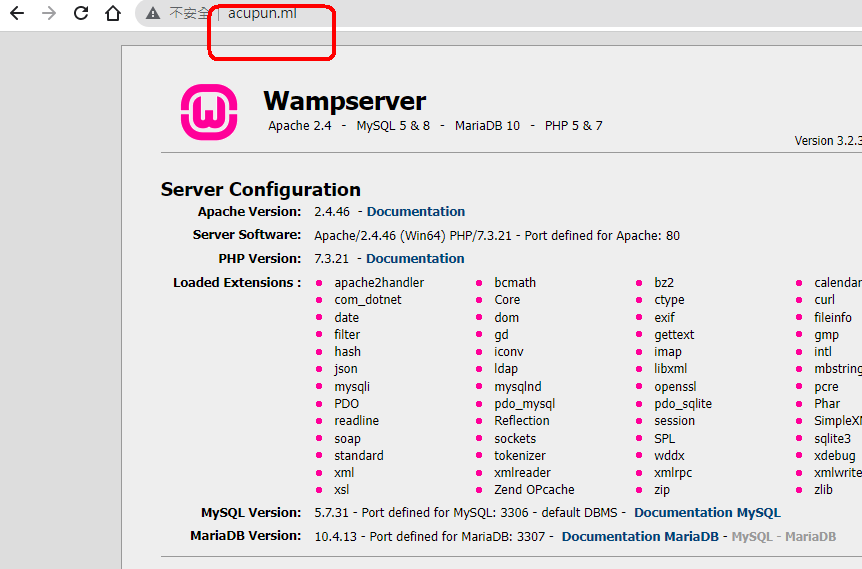 不安全 | acupun.ml
Wampserver
Apache 2.4 - MySQL 5 & 8 - MariaDB 10 - PHP 5 & 7
Version 3.2.3
Server Configuration
Apache Version: 2.4.46 - Documentation
Server Software: Apache/2.4.46 (Win64) PHP/7.3.21 - Port defined for Apache: 80
PHP Version: 7.3.21 - Documentation
Loaded Extensions : apache2handler bcmath bz2 calendar
com_dotnet Core ctype curl
date dom exif fileinfo
filter gd gettext gmp
hash iconv imap intl
json ldap libxml mbstring
mysqli mysqlnd openssl pcre
PDO pdo_mysql pdo_sqlite Phar
readline Reflection session SimpleXM
soap sockets SPL sqlite3
standard tokenizer wddx xdebug
xml xmlreader xmlrpc xmlwrite
xsl Zend OPcache zip zlib
MySQL Version: 5.7.31 - Port defined for MySQL: 3306 - default DBMS - Documentation MySQL
MariaDB Version: 10.4.13 - Port defined for MariaDB: 3307 - Documentation MariaDB - MySQL - MariaDB